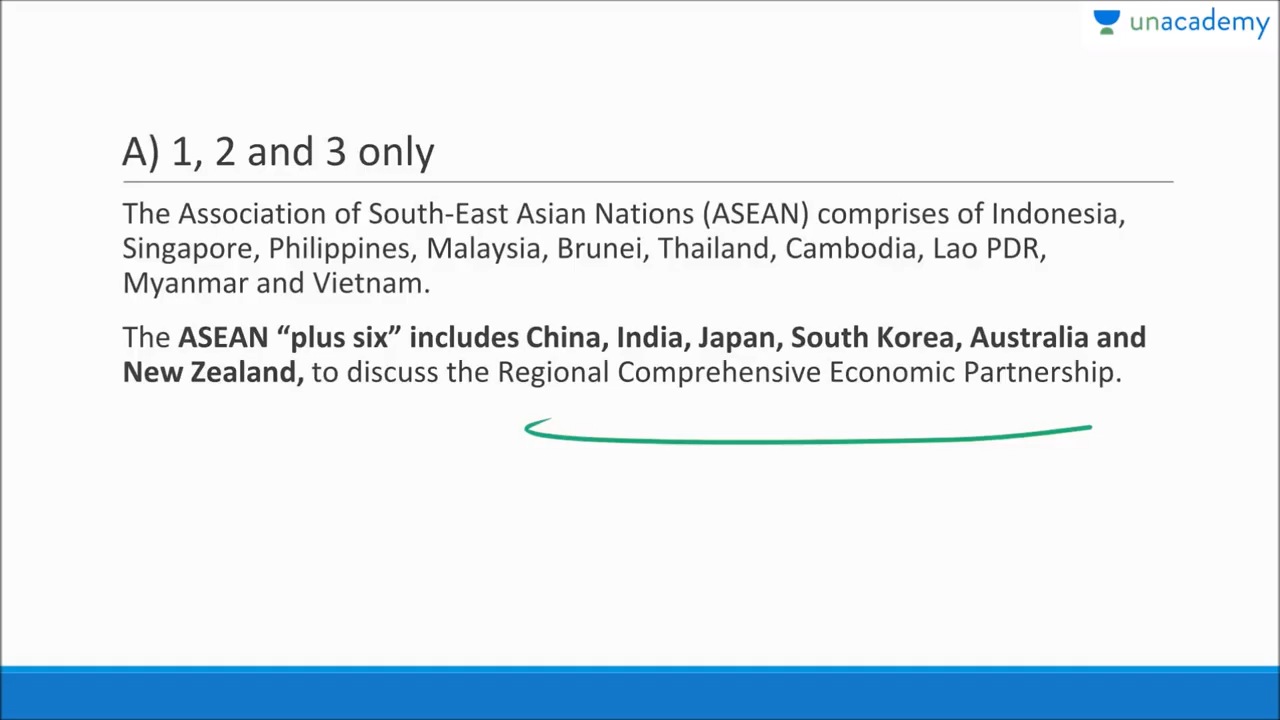 unacademy
A) 1, 2 and 3 only
The Association of South-East Asian Nations (ASEAN) comprises of Indonesia,
Singapore, Philippines, Malaysia, Brunei, Thailand, Cambodia, Lao PDR,
Myanmar and Vietnam.
The ASEAN “plus six” includes China, India, Japan, South Korea, Australia and
New Zealand, to discuss the Regional Comprehensive Economic Partnership.